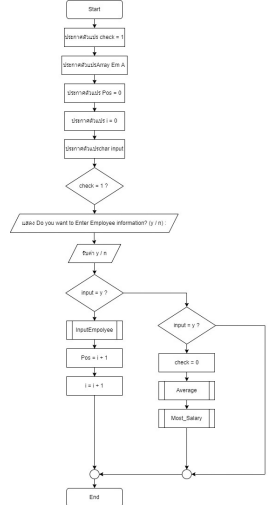 Start
ประกาศตัวแปร check = 1
ประกาศตัวแปรArray Em A.
ประกาศตัวแปร Pos = 0
ประกาศตัวแปร i = 0
ประกาศตัวแปรchar input
check = 1 ?
แสดง Do you want to Enter Employee information? (y / n) :
รับค่า y / n
input = y ?
input = y ?
InputEmpolyee
check = 0
Pos = i + 1
Average
i = i + 1
Most_Salary
End